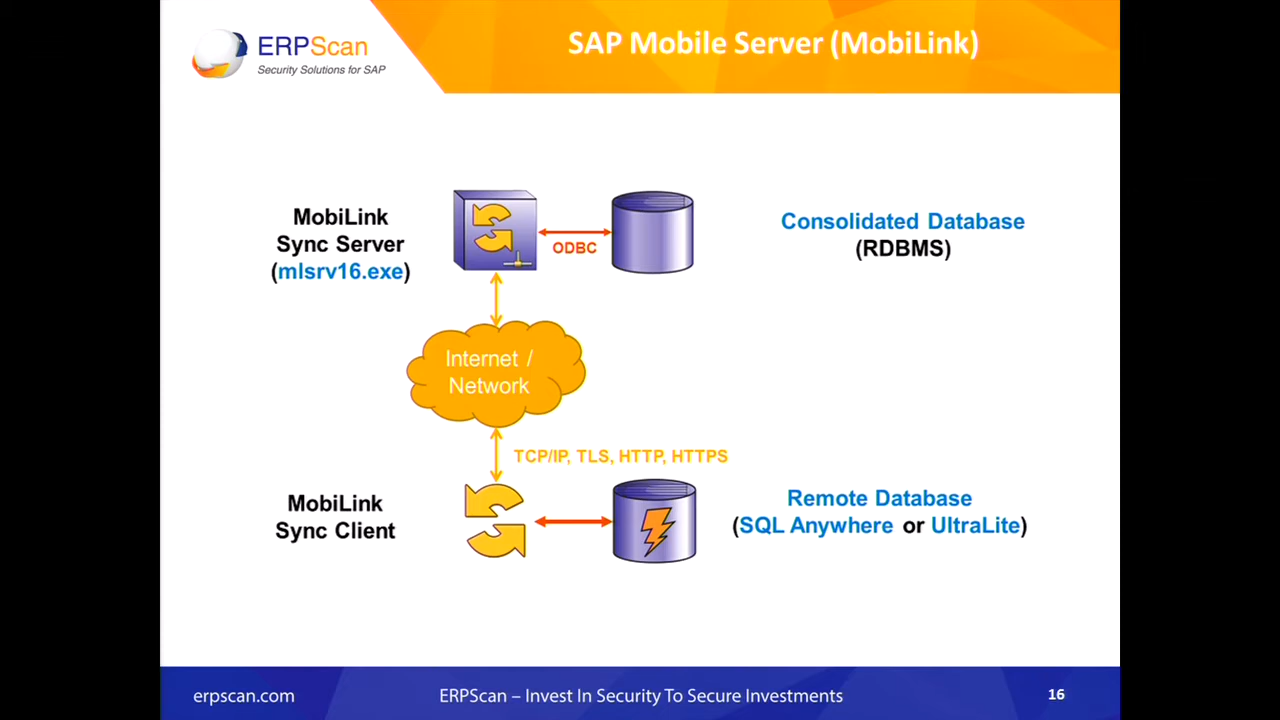 ERPScan
Security Solutions for SAP
SAP Mobile Server (MobiLink)
MobiLink
Sync Server
(mlsrv16.exe)
ODBC
Consolidated Database
(RDBMS)
Internet /
Network
TCP/IP, TLS, HTTP, HTTPS
MobiLink
Sync Client
Remote Database
(SQL Anywhere or UltraLite)
erpscan.com
ERPScan – Invest In Security To Secure Investments
16